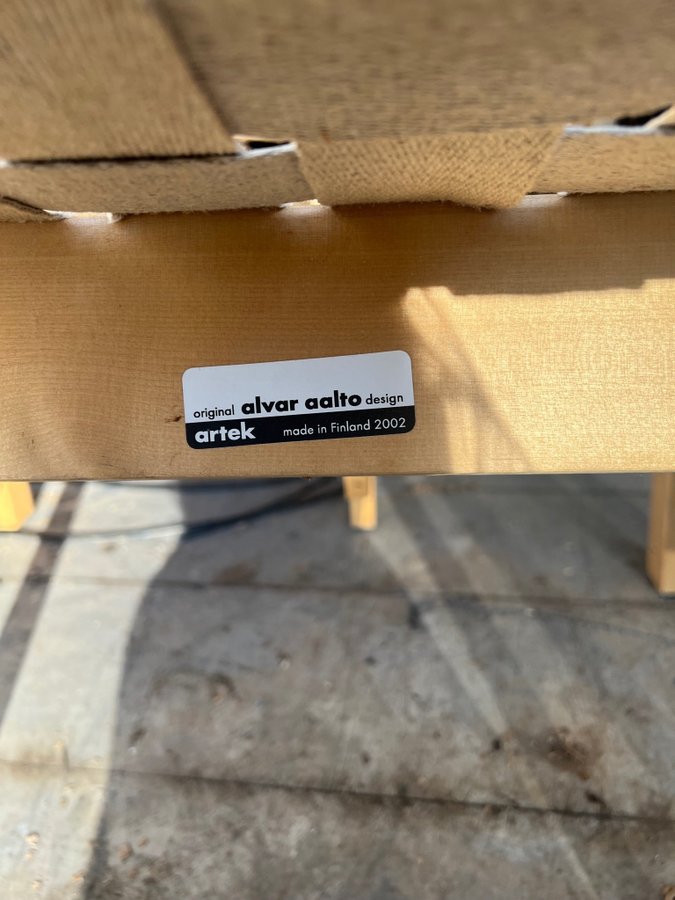 original alvar aalto design
artek made in Finland 2002